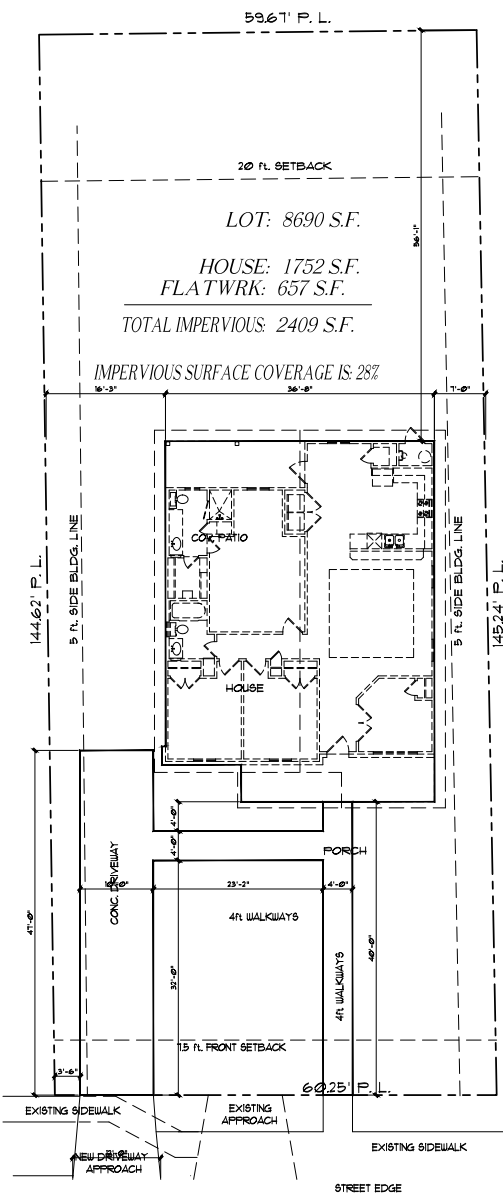 59.67' P. L.
20 ft. SETBACK
LOT: 8690 S.F.
36'-1"
HOUSE: 1752 S.F.
FLATWRK: 657 S.F.
TOTAL IMPERVIOUS: 2409 S.F.
IMPERVIOUS SURFACE COVERAGE IS: 28%
16'-3"
36'-8"
7'-0"
5 ft. SIDE BLDG. LINE
144.62' P. L.
COV. PATIO
5 ft. SIDE BLDG. LINE
145.24' P. L.
HOUSE
4'-0"
4'-0"
PORCH
CONC. DRIVEWAY
10'-0"
23'-2"
4'-0"
47'-0"
4ft WALKWAYS
32'-0"
4ft WALKWAYS
40'-0"
15 ft. FRONT SETBACK
3'-6"
60.25' P. L.
EXISTING SIDEWALK
EXISTING
APPROACH
NEW DRIVEWAY
APPROACH
EXISTING SIDEWALK
STREET EDGE